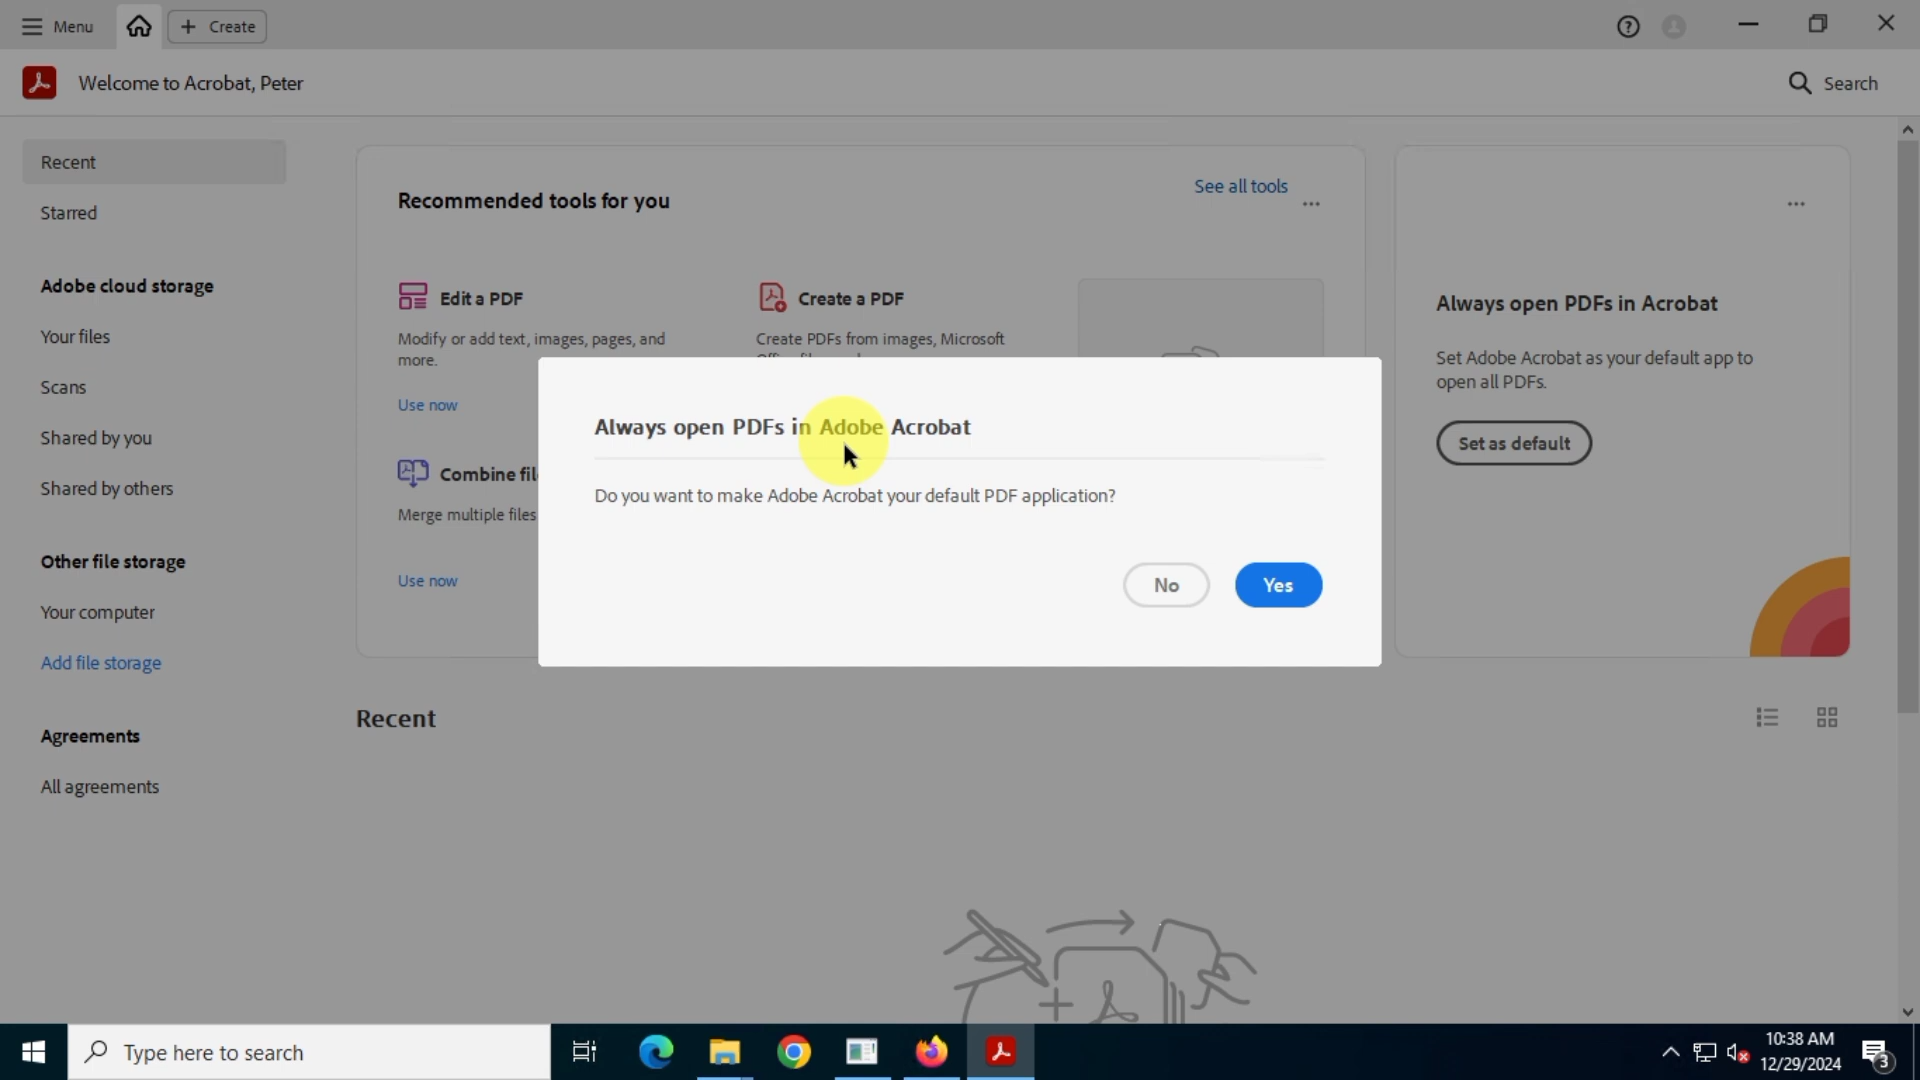 Menu
Create
Welcome to Acrobat, Peter
Search
Recent
Starred
Adobe cloud storage
Your files
Scans
Shared by you
Shared by others
Other file storage
Your computer
Add file storage
Agreements
All agreements
Recommended tools for you
See all tools
Edit a PDF
Modify or add text, images, pages, and
more.
Use now
Create a PDF
Create PDFs from images, Microsoft
Combine
Merge multiple files
Use now
Always open PDFs in Acrobat
Set Adobe Acrobat as your default app to
open all PDFs.
Set as default
Always open PDFs in Adobe Acrobat
Do you want to make Adobe Acrobat your default PDF application?
No
Yes
Recent
Type here to search
10:38 AM
12/29/2024
3